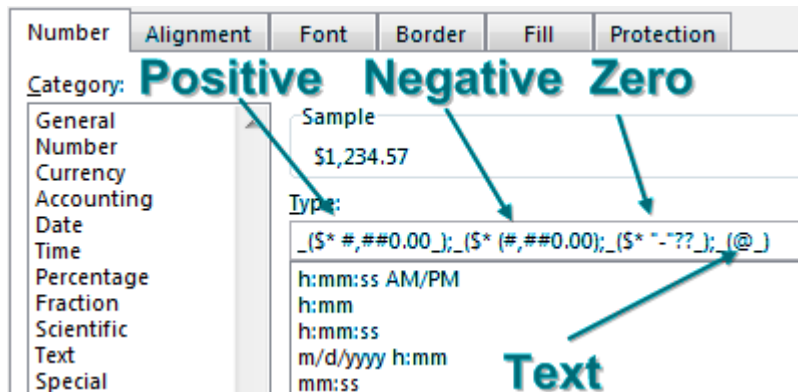 Number Alignment Font Border Fill Protection
Category: Positive Negative Zero
General
Number
Currency
Accounting
Date
Time
Percentage
Fraction
Scientific
Text
Special
Sample
$1,234.57
Type:
_($* #,##0.00_);_($* (#,##0.00);_($* "-"??_);_(@_)
h:mm:ss AM/PM
h:mm
h:mm:ss
m/d/yyyy h:mm
mm:ss
Text